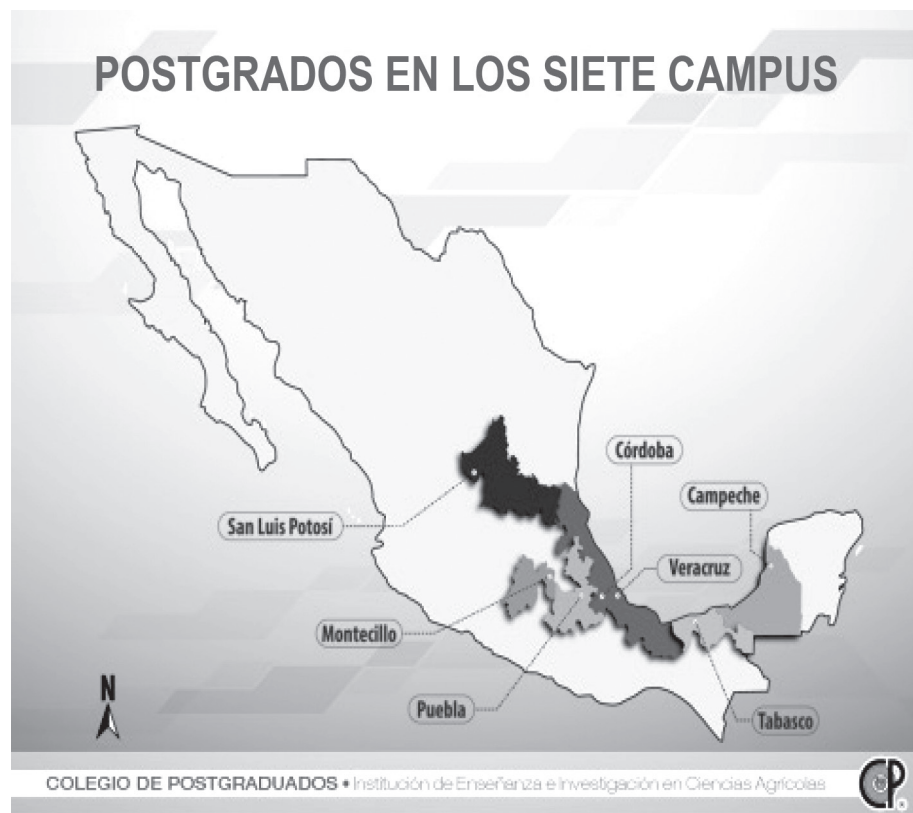 POSTGRADOS EN LOS SIETE CAMPUS
Córdoba
Campeche
San Luis Potosí
Veracruz
Montecillo
Puebla
Tabasco
N
COLEGIO DE POSTGRADUADOS • Institución de Enseñanza e Investigación en Ciencias Agrícolas
CP